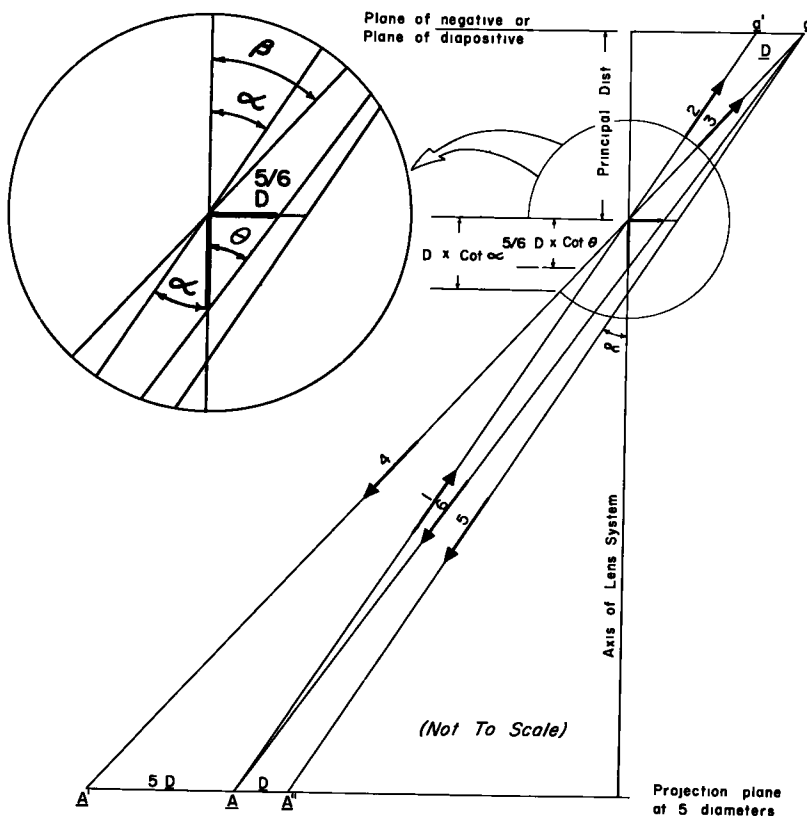 Plane of negative or
Plane of diapositive
a'
a
D
Principal Dist
2
3
β
α
5/6
D
θ
α
D x Cot α
5/6 D x Cot θ
α
4
1
6
5
Axis of Lens System
(Not To Scale)
5 D
D
A'
A
A"
Projection plane
at 5 diameters